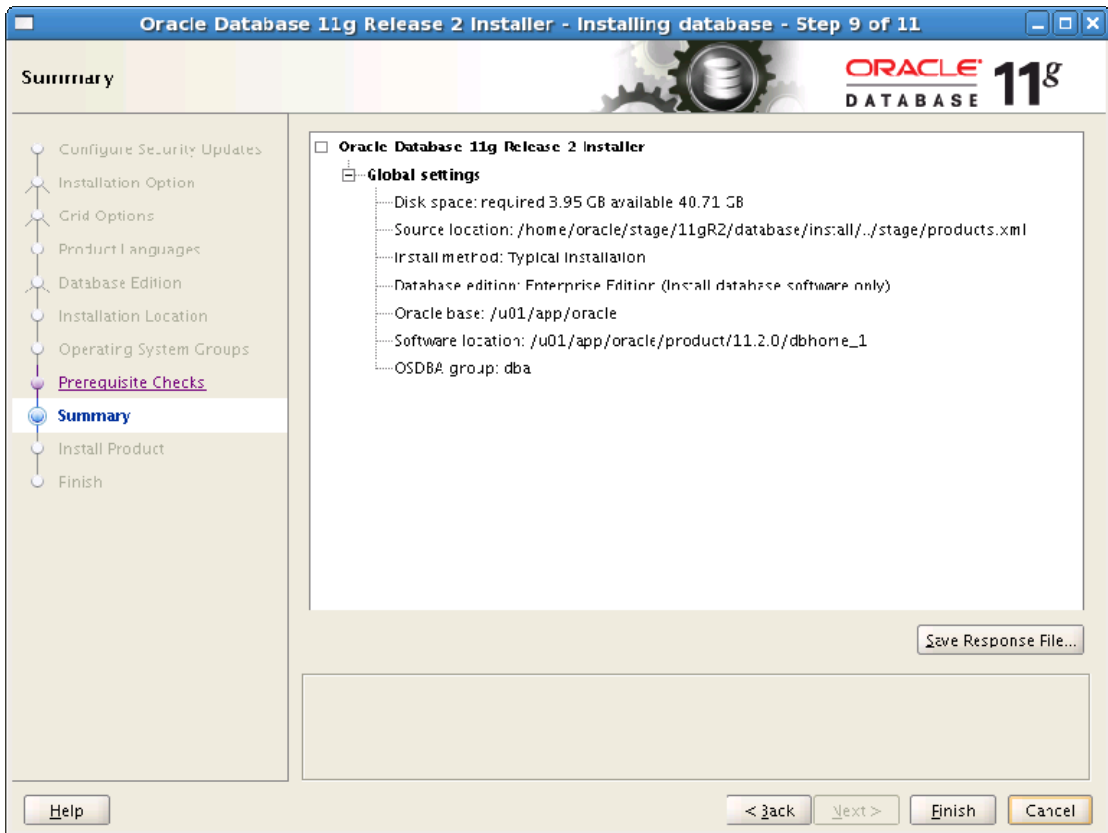 Oracle Database 11g Release 2 Installer - Installing database - Step 9 of 11
Summary
ORACLE
DATABASE
11g
Configure Security Updates
Installation Option
Grid Options
Product Languages
Database Edition
Installation Location
Operating System Groups
Prerequisite Checks
Summary
Install Product
Finish
Oracle Database 11g Release 2 Installer
Global settings
Disk space: required 3.95 GB available 40.71 GB
Source location: /home/oracle/stage/11gR2/database/install/../stage/products.xml
Install method: Typical Installation
Database edition: Enterprise Edition (Install database software only)
Oracle base: /u01/app/oracle
Software location: /u01/app/oracle/product/11.2.0/dbhome_1
OSDBA group: dba
Save Response File...
Help
< Back
Next >
Finish
Cancel